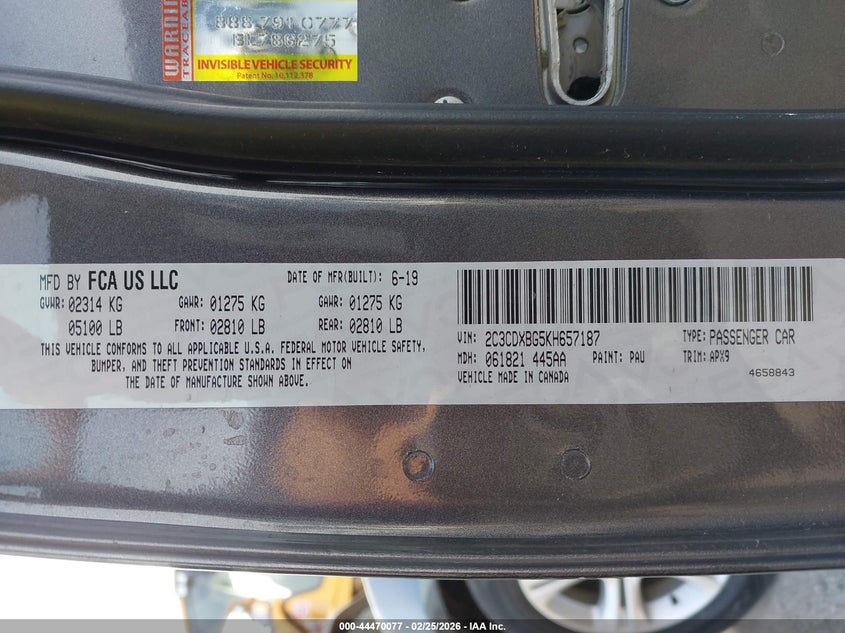 WARNING
TRACEABLE
888.791.0777
INVISIBLE VEHICLE SECURITY
Patent No. 10,112,378
MFD BY FCA US LLC DATE OF MFR(BUILT): 6-19
GVWR: 02314 KG GAWR: 01275 KG GAWR: 01275 KG
05100 LB FRONT: 02810 LB REAR: 02810 LB
THIS VEHICLE CONFORMS TO ALL APPLICABLE U.S.A. FEDERAL MOTOR VEHICLE SAFETY,
BUMPER, AND THEFT PREVENTION STANDARDS IN EFFECT ON
THE DATE OF MANUFACTURE SHOWN ABOVE.
VIN: 2C3CDXBG5KH657187 TYPE: PASSENGER CAR
MDH: 061821 445AA PAINT: PAU TRIM: APX9
VEHICLE MADE IN CANADA 4658843
000-44470077 - 02/25/2026 - IAA Inc.